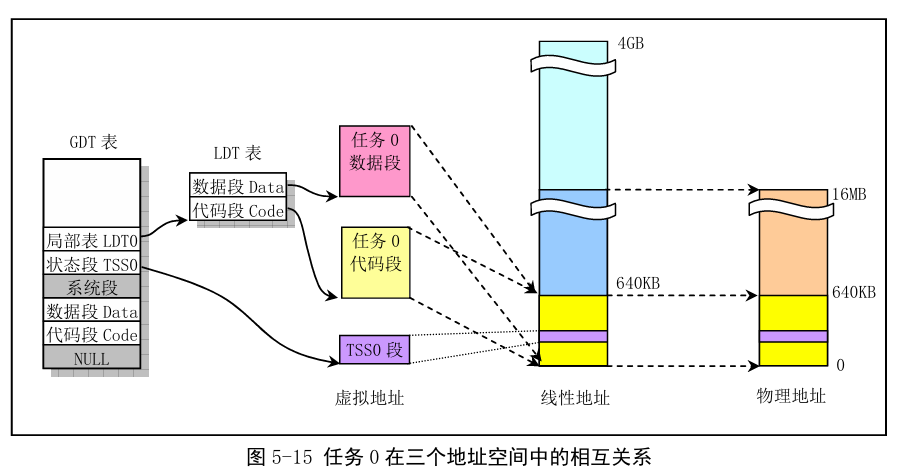 4GB
GDT 表
LDT 表
任务 0
数据段
数据段 Data
代码段 Code
16MB
局部表 LDT0
任务 0
代码段
状态段 TSS0
系统段
640KB
640KB
数据段 Data
代码段 Code
NULL
TSS0 段
0
虚拟地址
线性地址
物理地址
图 5-15 任务 0 在三个地址空间中的相互关系